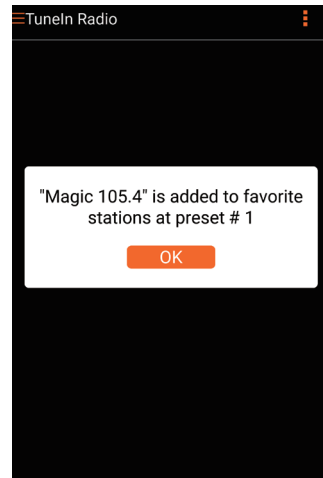 TuneIn Radio
"Magic 105.4" is added to favorite
stations at preset # 1
OK